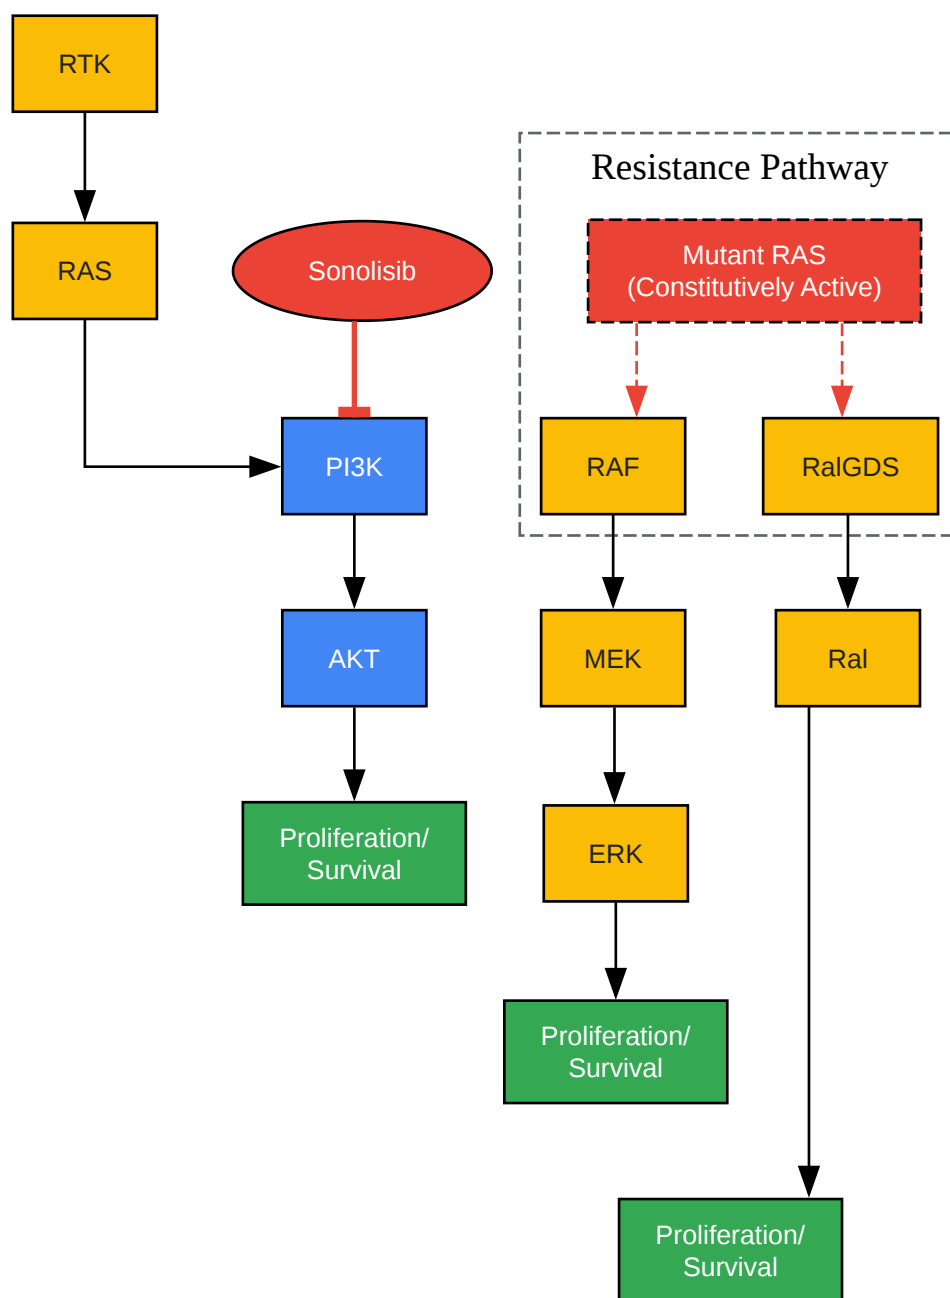 RTK
Resistance Pathway
RAS
Sonolisib
Mutant RAS
(Constitutively Active)
PI3K
RAF
RalGDS
AKT
MEK
Ral
Proliferation/
Survival
ERK
Proliferation/
Survival
Proliferation/
Survival